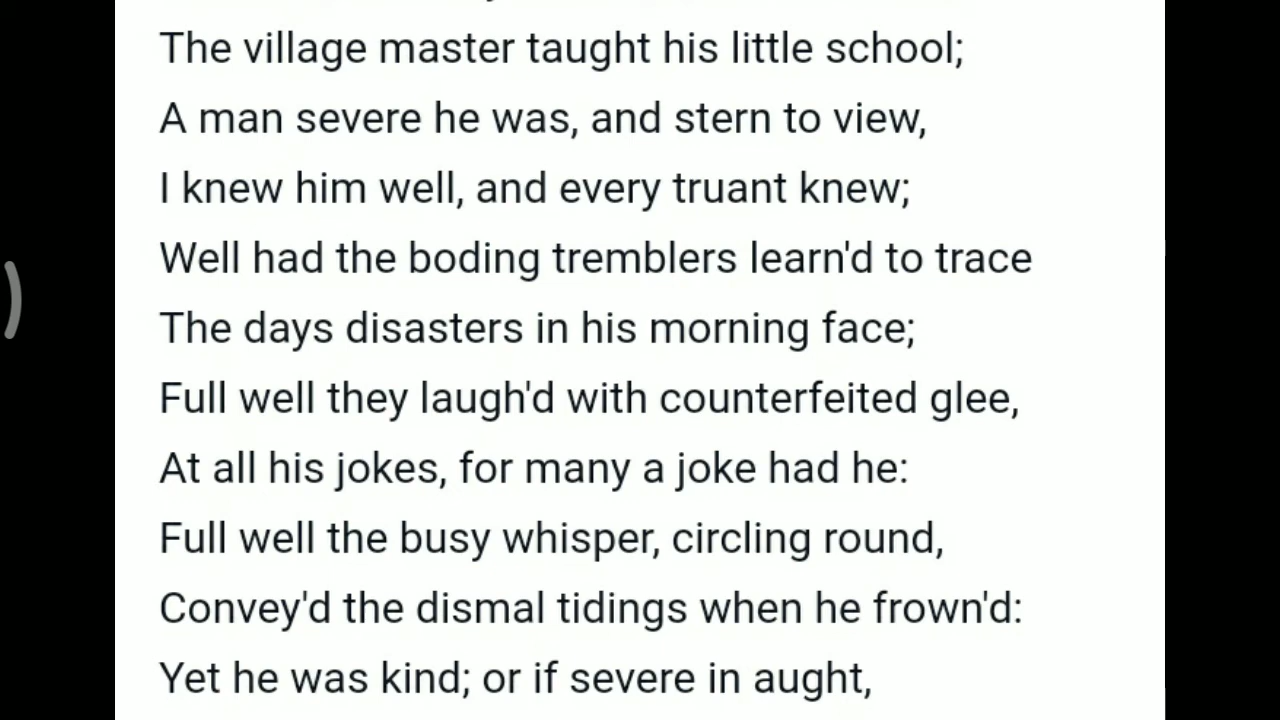 The village master taught his little school;
A man severe he was, and stern to view,
I knew him well, and every truant knew;
Well had the boding tremblers learn'd to trace
The days disasters in his morning face;
Full well they laugh'd with counterfeited glee,
At all his jokes, for many a joke had he:
Full well the busy whisper, circling round,
Convey'd the dismal tidings when he frown'd:
Yet he was kind; or if severe in aught,